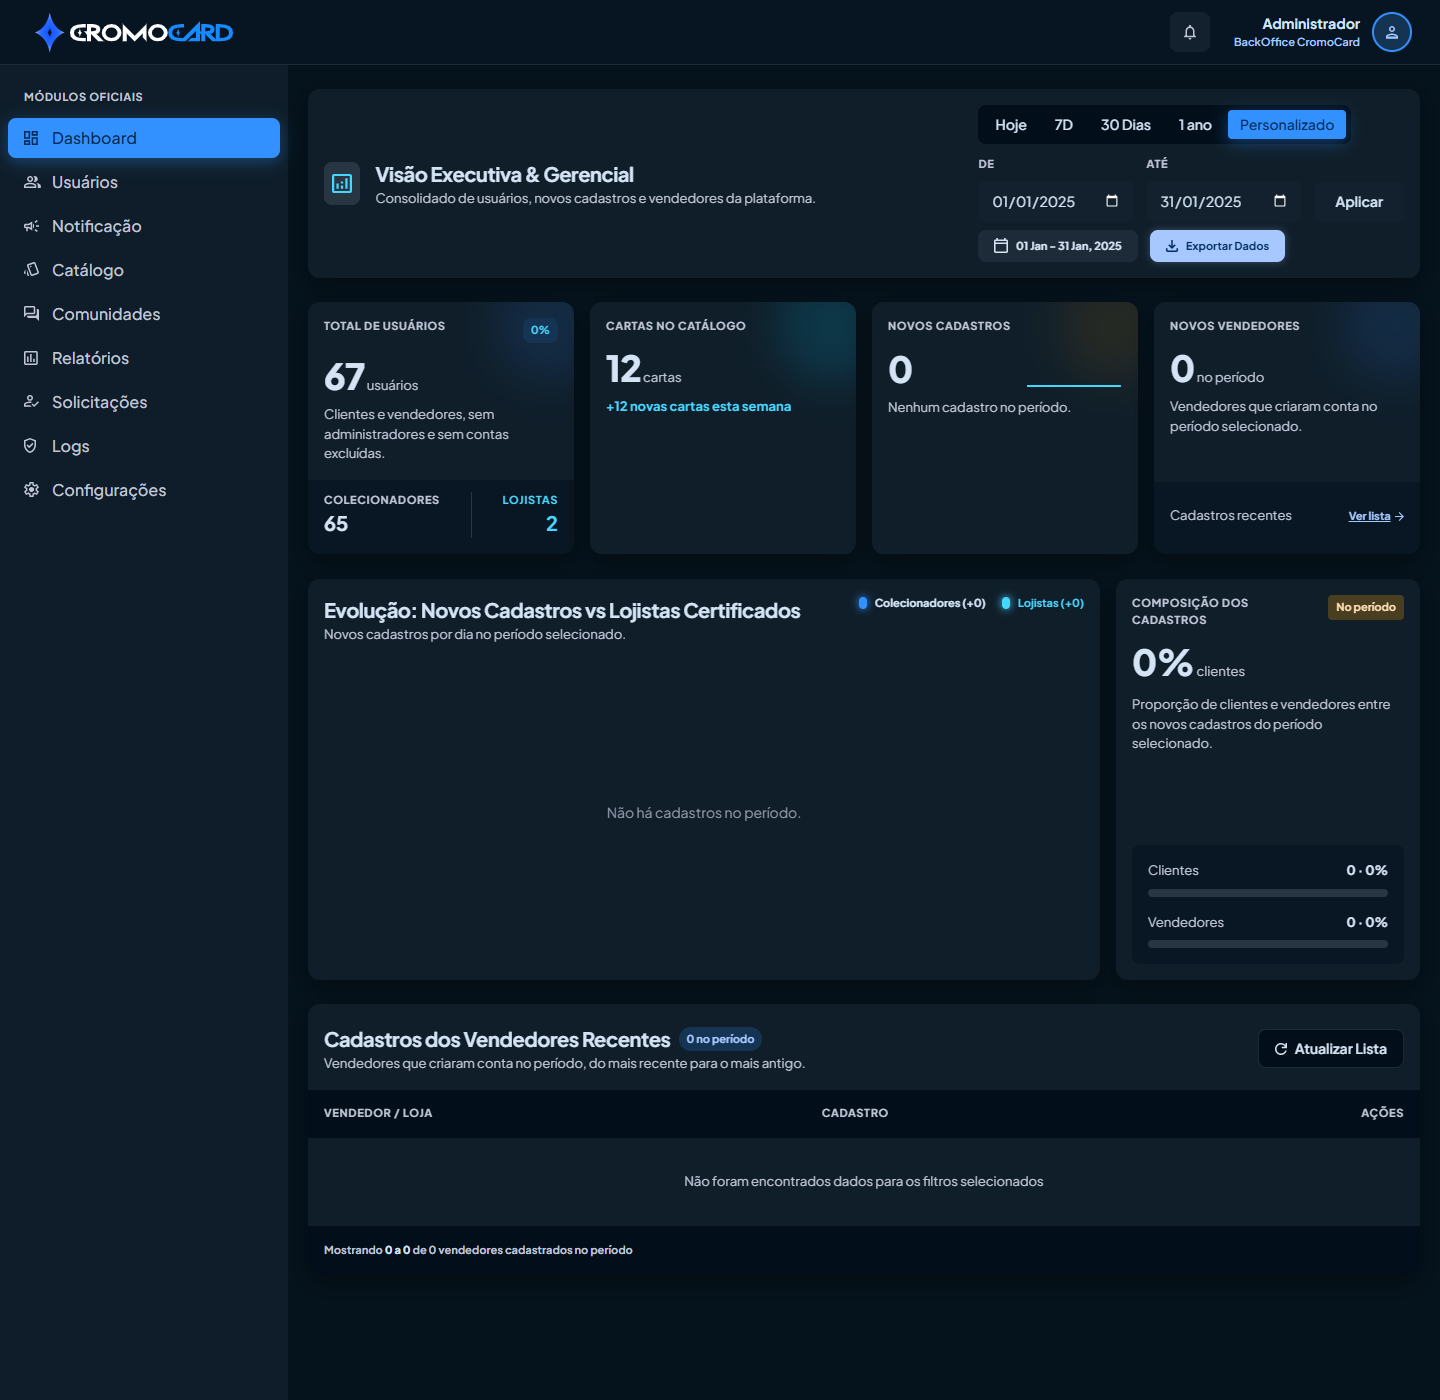 CROMOCARD
Administrador
BackOffice CromoCard
MÓDULOS OFICIAIS
Dashboard
Usuários
Notificação
Catálogo
Comunidades
Relatórios
Solicitações
Logs
Configurações
Visão Executiva & Gerencial
Consolidado de usuários, novos cadastros e vendedores da plataforma.
Hoje 7D 30 Dias 1 ano Personalizado
DE ATÉ
01/01/2025 31/01/2025 Aplicar
01 Jan – 31 Jan, 2025 Exportar Dados
TOTAL DE USUÁRIOS 0%
67 usuários
Clientes e vendedores, sem
administradores e sem contas
excluídas.
COLECIONADORES LOJISTAS
65 2
CARTAS NO CATÁLOGO
12 cartas
+12 novas cartas esta semana
NOVOS CADASTROS
0
Nenhum cadastro no período.
NOVOS VENDEDORES
0 no período
Vendedores que criaram conta no
período selecionado.
Cadastros recentes Ver lista →
Evolução: Novos Cadastros vs Lojistas Certificados
Novos cadastros por dia no período selecionado.
Colecionadores (+0) Lojistas (+0)
Não há cadastros no período.
COMPOSIÇÃO DOS
CADASTROS
No período
0% clientes
Proporção de clientes e vendedores entre
os novos cadastros do período
selecionado.
Clientes 0 · 0%
Vendedores 0 · 0%
Cadastros dos Vendedores Recentes 0 no período
Vendedores que criaram conta no período, do mais recente para o mais antigo.
Atualizar Lista
VENDEDOR / LOJA CADASTRO AÇÕES
Não foram encontrados dados para os filtros selecionados
Mostrando 0 a 0 de 0 vendedores cadastrados no período